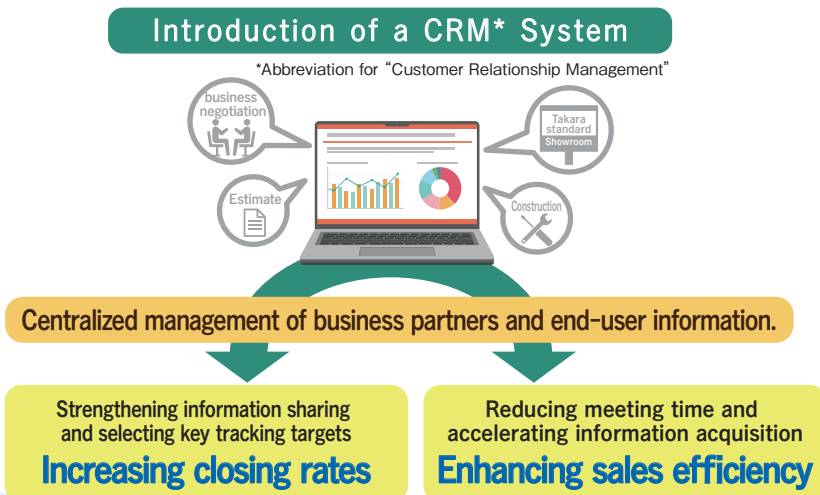 Introduction of a CRM* System
*Abbreviation for “Customer Relationship Management”
business
negotiation
Takara
standard
Showroom
Estimate
Construction
Centralized management of business partners and end-user information.
Strengthening information sharing
and selecting key tracking targets
Increasing closing rates
Reducing meeting time and
accelerating information acquisition
Enhancing sales efficiency